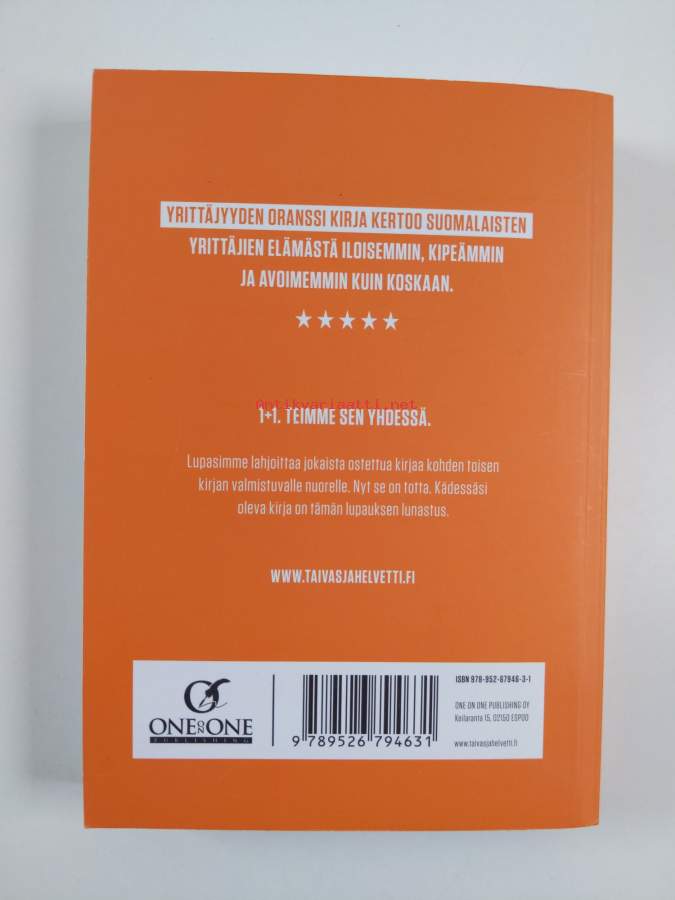 YRITTÄJYYDEN ORANSSI KIRJA KERTOO SUOMALAISTEN
YRITTÄJIEN ELÄMÄSTÄ ILOISEMMIN, KIPEÄMMIN
JA AVOIMEMMIN KUIN KOSKAAN.
Antikvariaatti.net
1+1. TEIMME SEN YHDESSÄ.
Lupasimme lahjoittaa jokaista ostettua kirjaa kohden toisen
kirjan valmistuvalle nuorelle. Nyt se on totta. Kädessäsi
oleva kirja on tämän lupauksen lunastus.
WWW.TAIVASJAHELVETTI.FI
ONE ON ONE
PUBLISHING
9 789526 794631
ISBN 978-952-67946-3-1
ONE ON ONE PUBLISHING OY
Keilaranta 15, 02150 ESPOO
www.taivasjahelvetti.fi